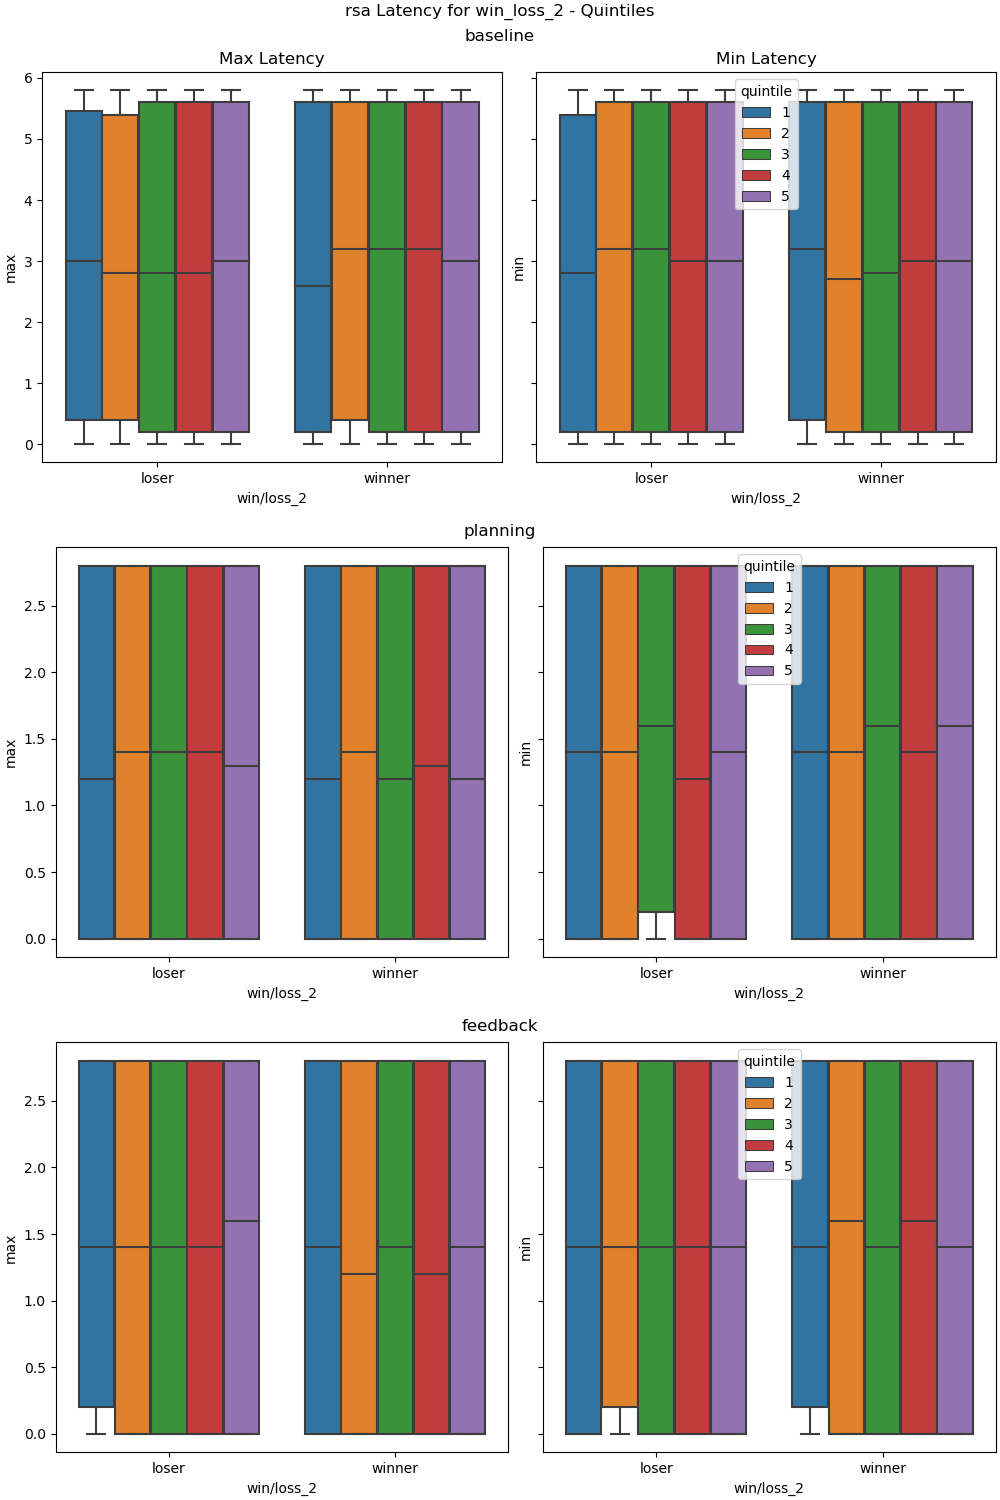 rsa Latency for win_loss_2 - Quintiles
baseline
Max Latency
Min Latency
max
6
5
4
3
2
1
0
loser
winner
win/loss_2
min
quintile
1
2
3
4
5
loser
winner
win/loss_2
planning
max
2.5
2.0
1.5
1.0
0.5
0.0
loser
winner
win/loss_2
min
quintile
1
2
3
4
5
loser
winner
win/loss_2
feedback
max
2.5
2.0
1.5
1.0
0.5
0.0
loser
winner
win/loss_2
min
quintile
1
2
3
4
5
loser
winner
win/loss_2